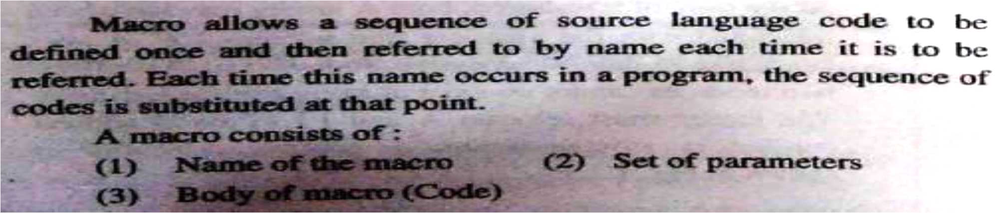 Macro allows a sequence of source language code to be
defined once and then referred to by name each time it is to be
referred. Each time this name occurs in a program, the sequence of
codes is substituted at that point.
A macro consists of :
(1) Name of the macro (2) Set of parameters
(3) Body of macro (Code)